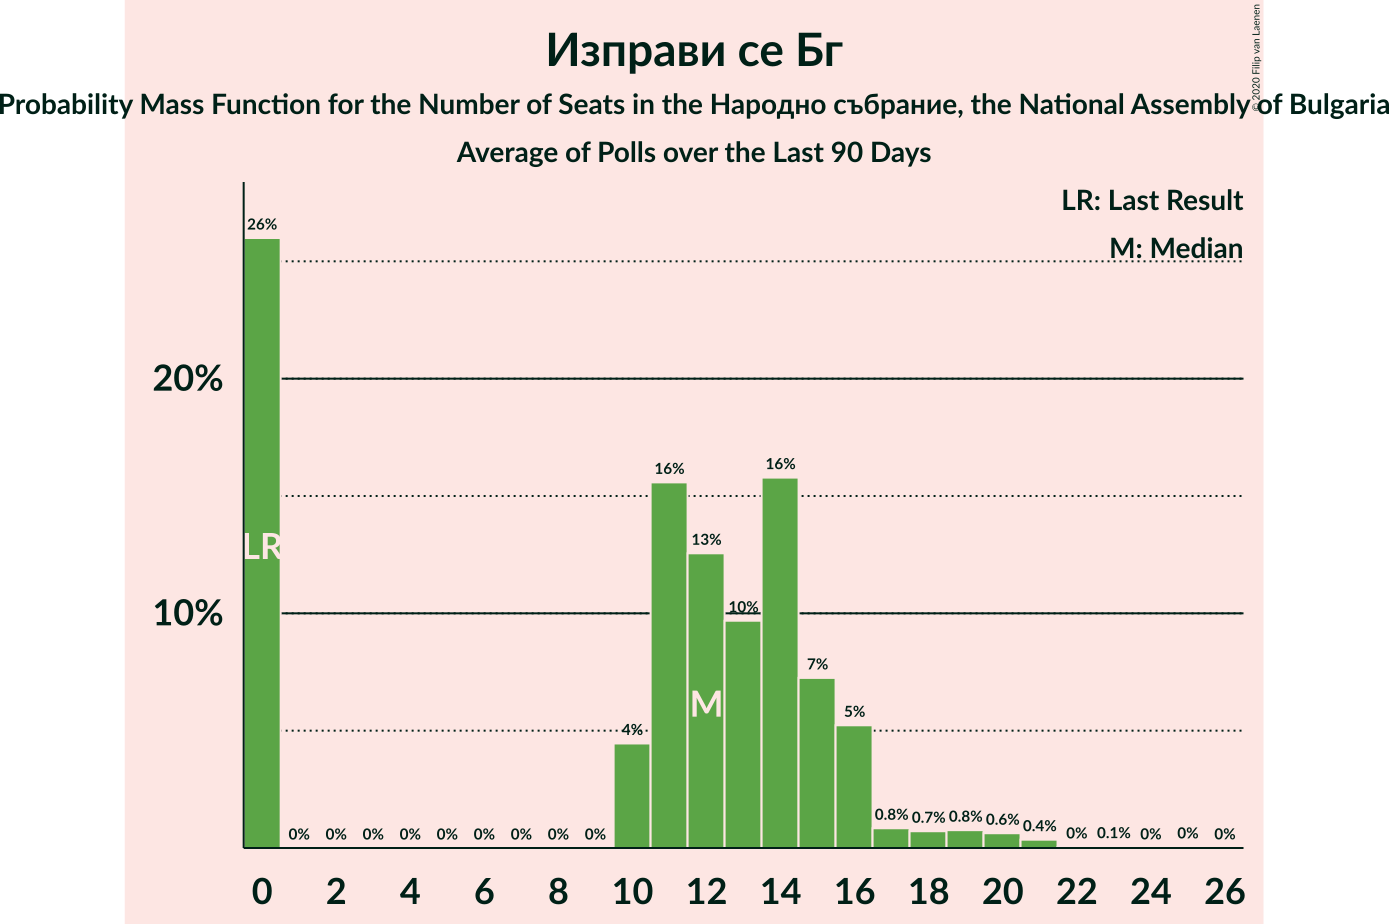 Изправи се Бг
Probability Mass Function for the Number of Seats in the Народно събрание, the National Assembly of Bulgaria
Average of Polls over the Last 90 Days
© 2020 Filip van Laenen
LR: Last Result
M: Median
26%
20%
16%
16%
13%
LR
10%
10%
7%
M
5%
4%
0% 0% 0% 0% 0% 0% 0% 0% 0%
0.8% 0.7% 0.8% 0.6% 0.4% 0% 0.1% 0% 0% 0%
0 2 4 6 8 10 12 14 16 18 20 22 24 26